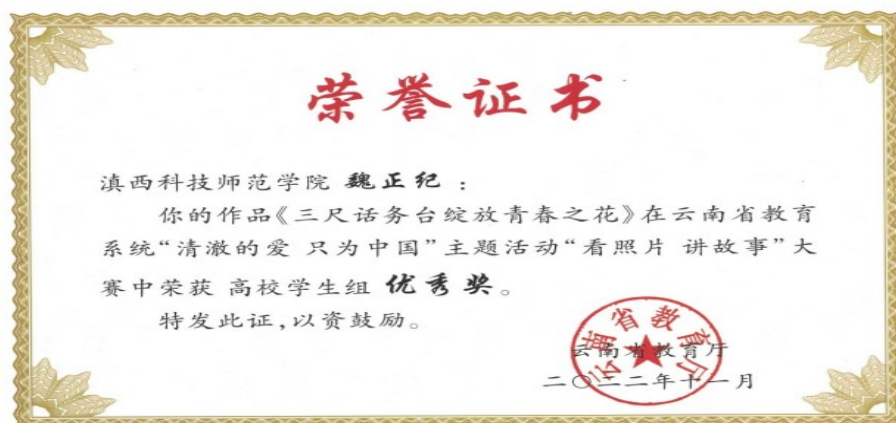 荣誉证书
滇西科技师范学院 魏正纪 ：
你的作品《三尺话务台绽放青春之花》在云南省教育
系统“清澈的爱 只为中国”主题活动“看照片 讲故事”大
赛中荣获 高校学生组 优秀奖。
特发此证,以资鼓励。
云南省教育厅
云南省教育厅
二〇二二年十一月